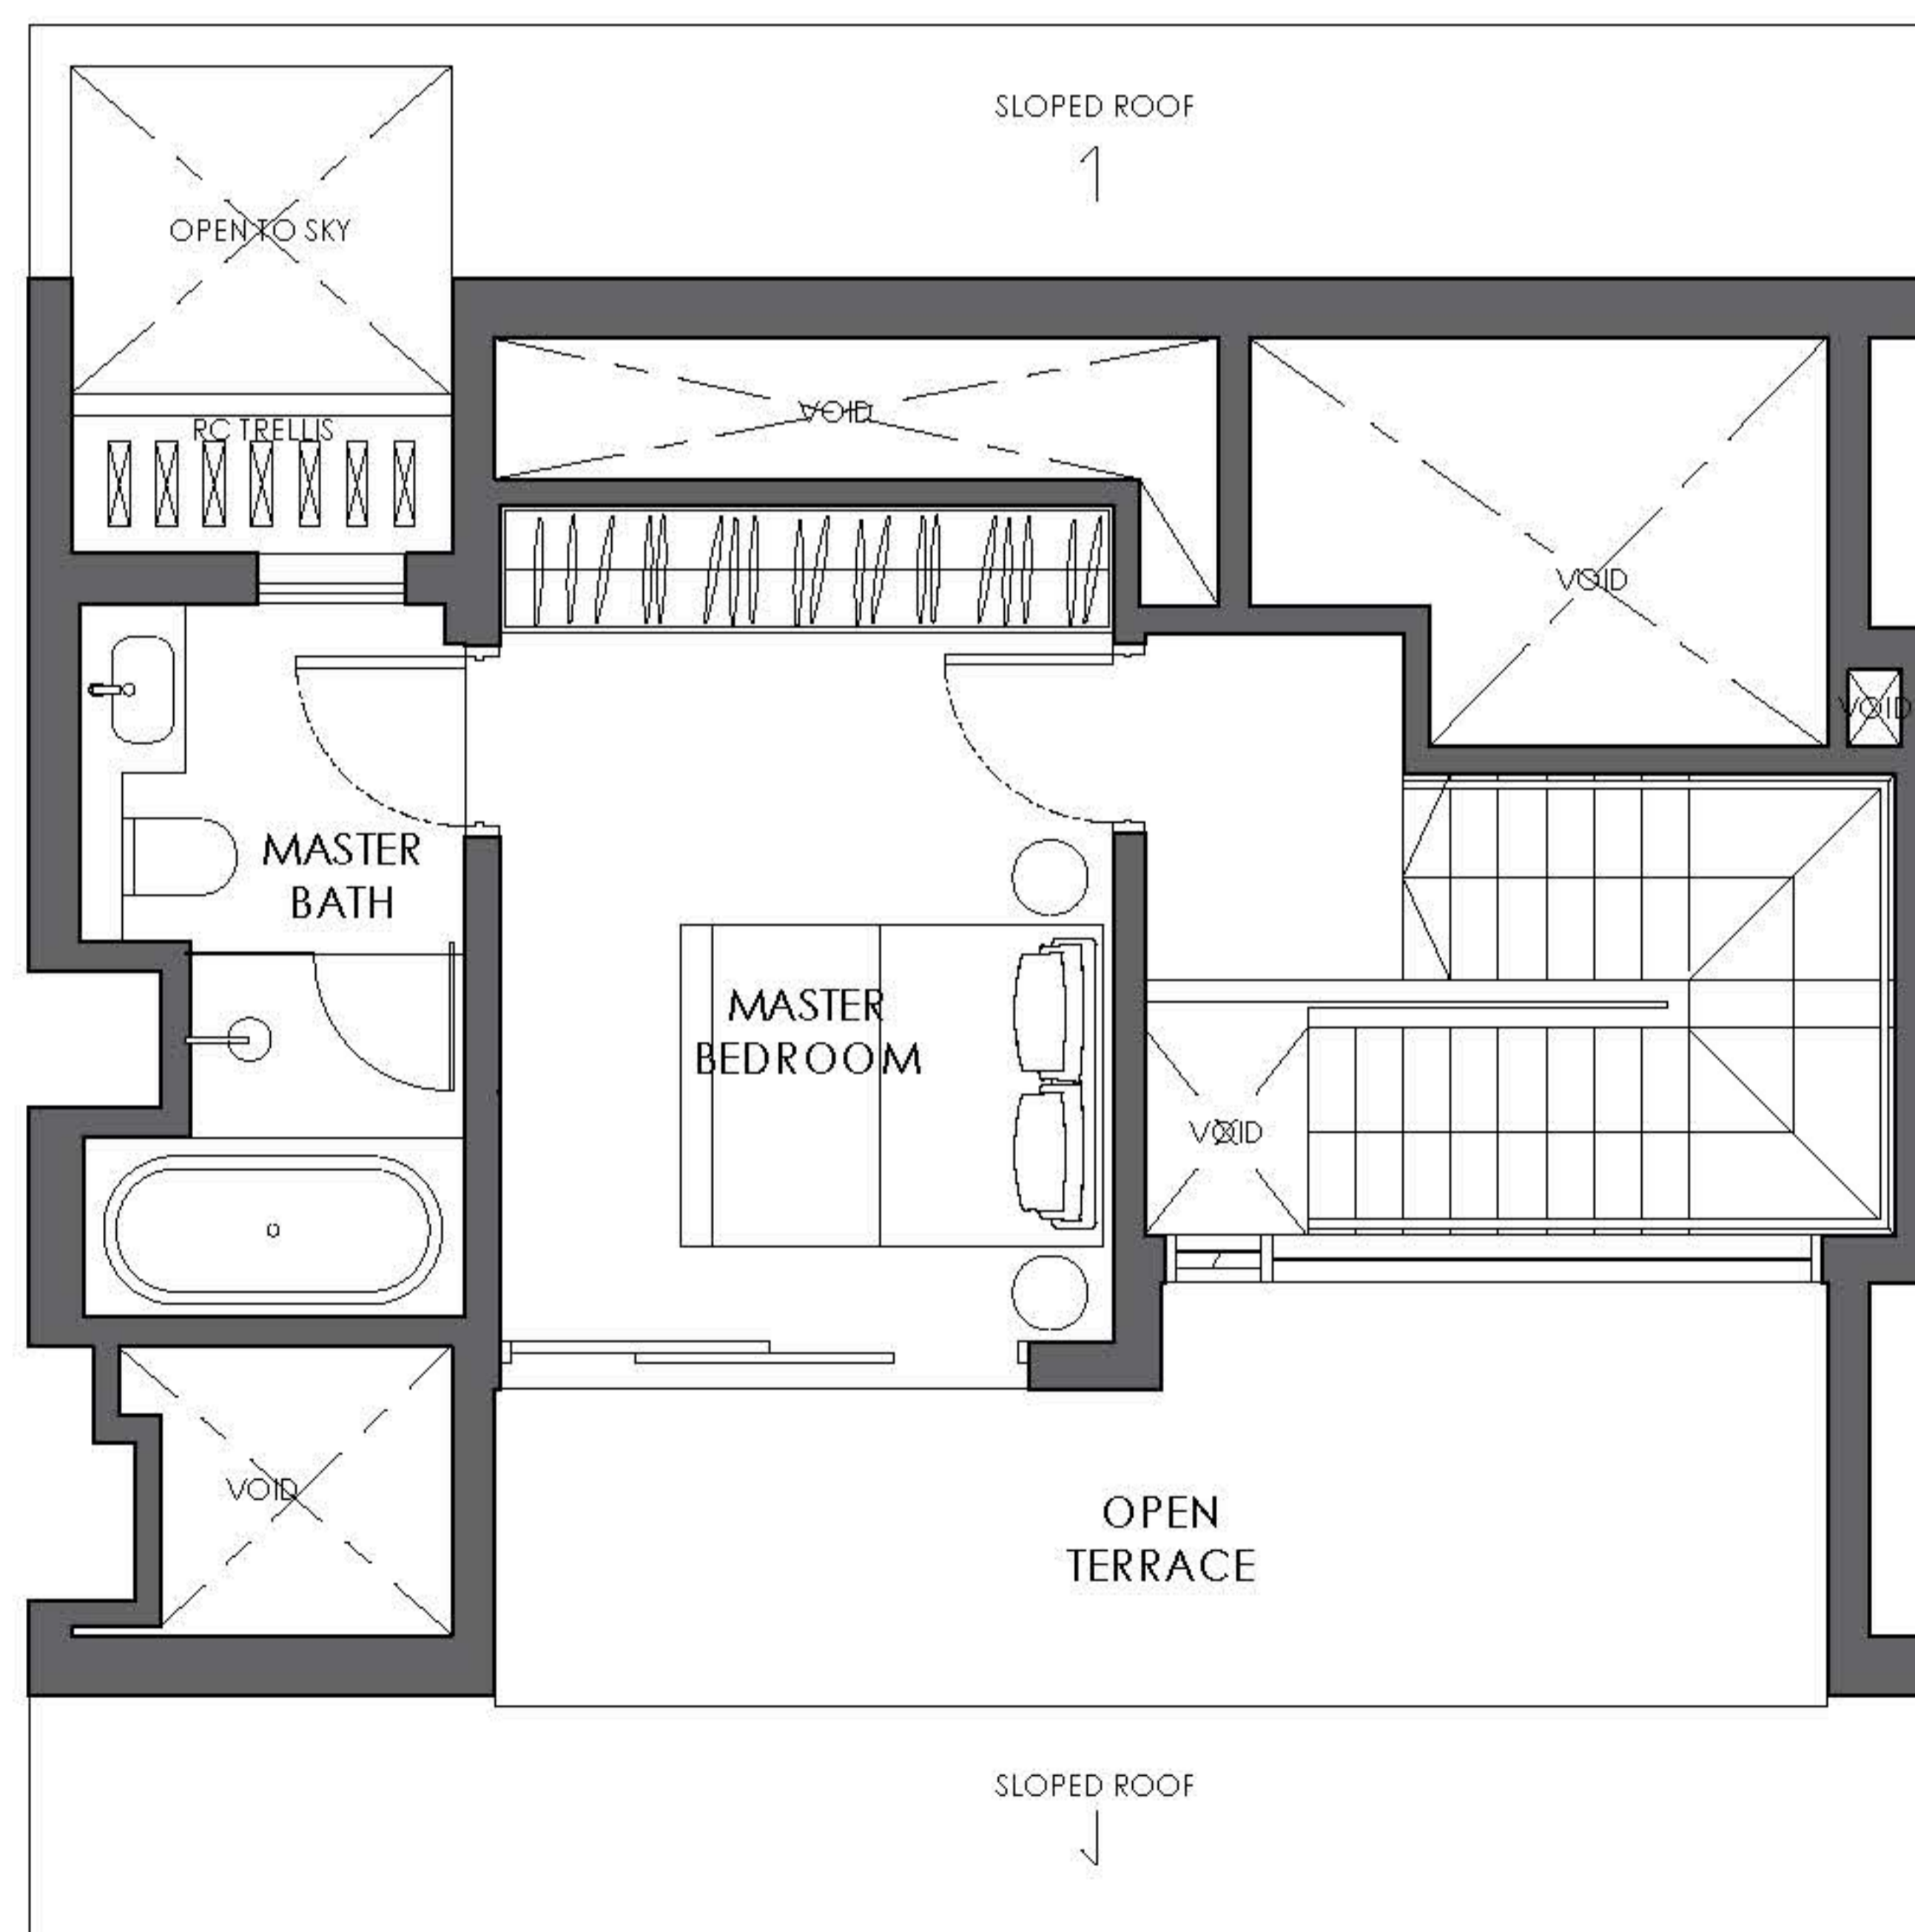 SLOPED ROOF
OPEN TO SKY
VOID
RC TRELLIS
VOID
VOID
MASTER
BATH
MASTER
BEDROOM
VOID
VOID
OPEN
TERRACE
SLOPED ROOF